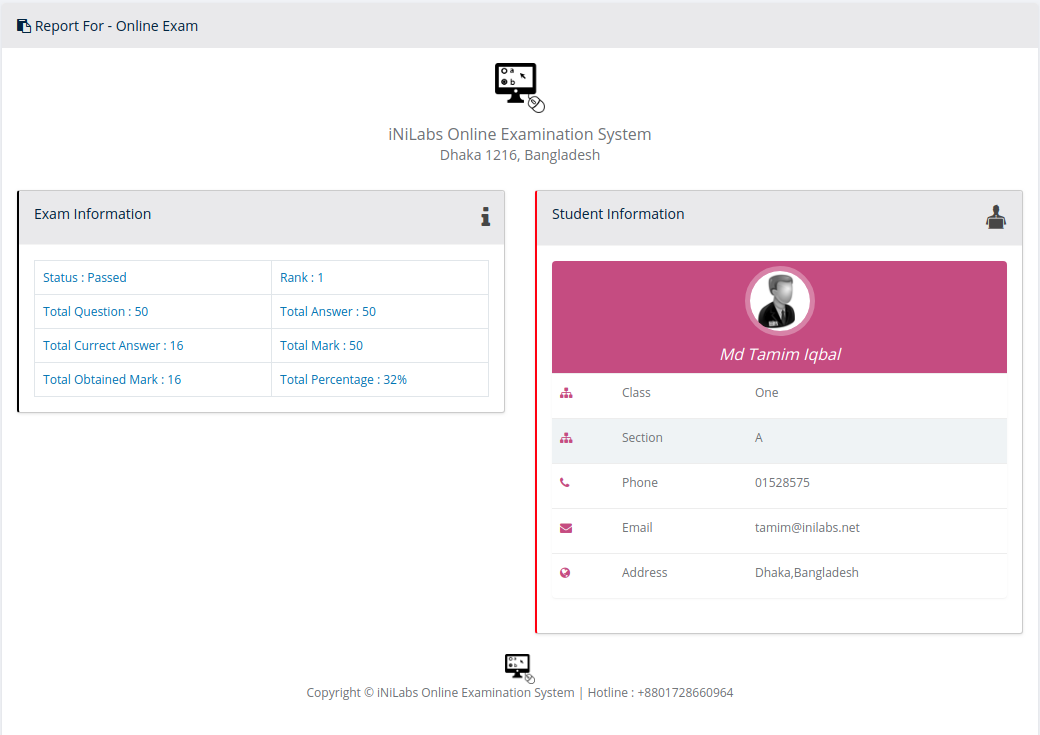 Report For - Online Exam
iNiLabs Online Examination System
Dhaka 1216, Bangladesh
Exam Information
Status : Passed
Rank : 1
Total Question : 50
Total Answer : 50
Total Currect Answer : 16
Total Mark : 50
Total Obtained Mark : 16
Total Percentage : 32%
Student Information
Md Tamim Iqbal
Class One
Section A
Phone 01528575
Email tamim@inilabs.net
Address Dhaka,Bangladesh
Copyright © iNiLabs Online Examination System | Hotline : +8801728660964